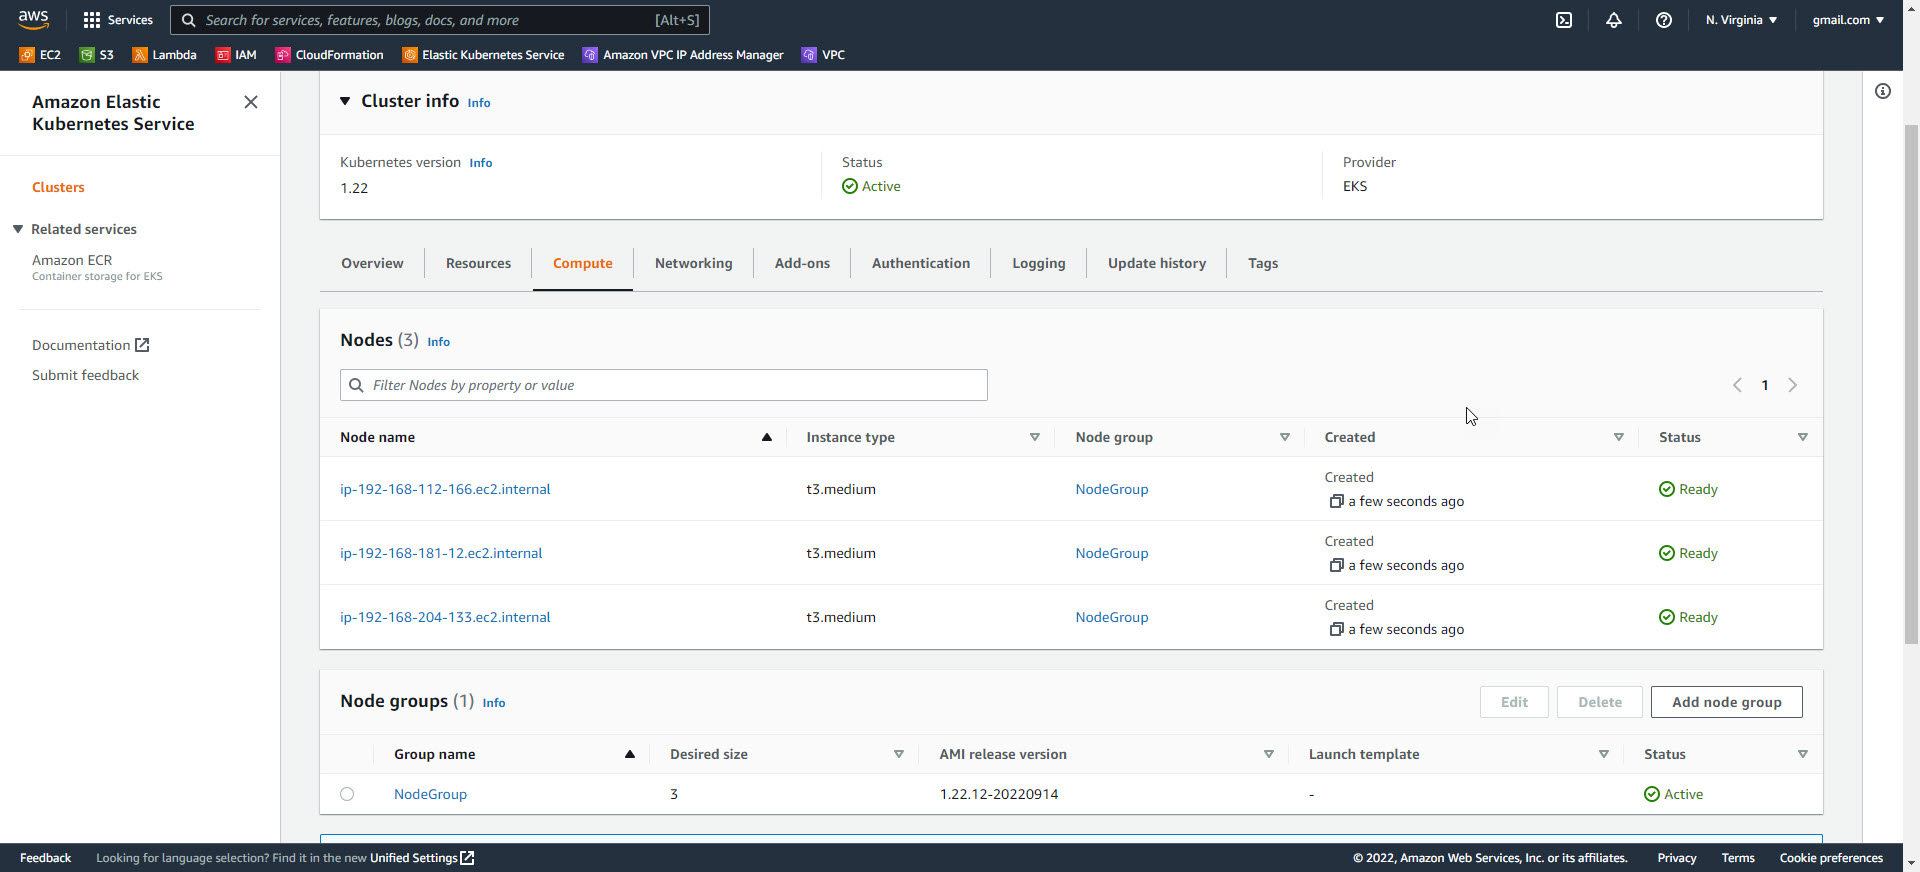 aws
Services
Search for services, features, blogs, docs, and more [Alt+S]
N. Virginia ▼
gmail.com ▼
EC2
S3
Lambda
IAM
CloudFormation
Elastic Kubernetes Service
Amazon VPC IP Address Manager
VPC
Amazon Elastic
Kubernetes Service
Clusters
Related services
Amazon ECR
Container storage for EKS
Documentation
Submit feedback
Cluster info Info
Kubernetes version Info
1.22
Status
Active
Provider
EKS
Overview
Resources
Compute
Networking
Add-ons
Authentication
Logging
Update history
Tags
Nodes (3) Info
Filter Nodes by property or value
1
Node name Instance type Node group Created Status
ip-192-168-112-166.ec2.internal t3.medium NodeGroup Created a few seconds ago Ready
ip-192-168-181-12.ec2.internal t3.medium NodeGroup Created a few seconds ago Ready
ip-192-168-204-133.ec2.internal t3.medium NodeGroup Created a few seconds ago Ready
Node groups (1) Info
Edit
Delete
Add node group
Group name Desired size AMI release version Launch template Status
NodeGroup 3 1.22.12-20220914 - Active
Feedback
Looking for language selection? Find it in the new Unified Settings
© 2022, Amazon Web Services, Inc. or its affiliates.
Privacy
Terms
Cookie preferences